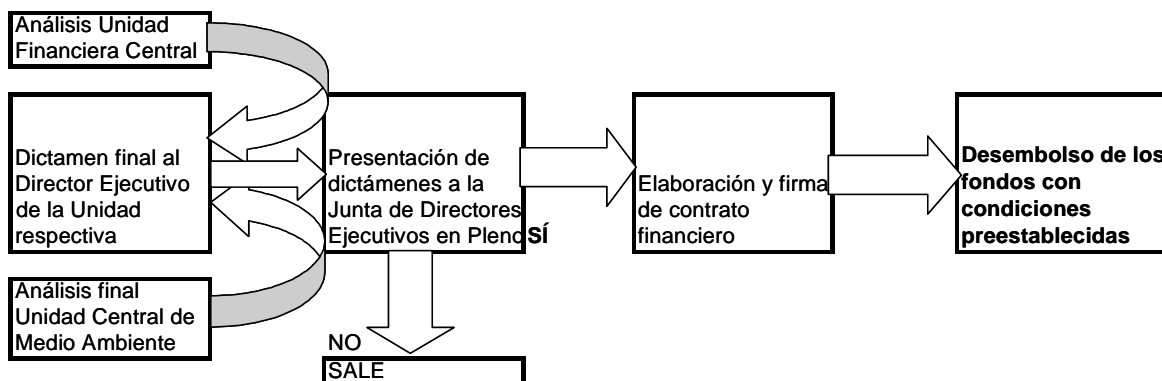 Análisis Unidad
Financiera Central
Dictamen final al
Director Ejecutivo
de la Unidad
respectiva
Análisis final
Unidad Central de
Medio Ambiente
Presentación de
dictámenes a la
Junta de Directores
Ejecutivos en Pleno
SÍ
NO
SALE
Elaboración y firma
de contrato
financiero
Desembolso de los
fondos con
condiciones
preestablecidas